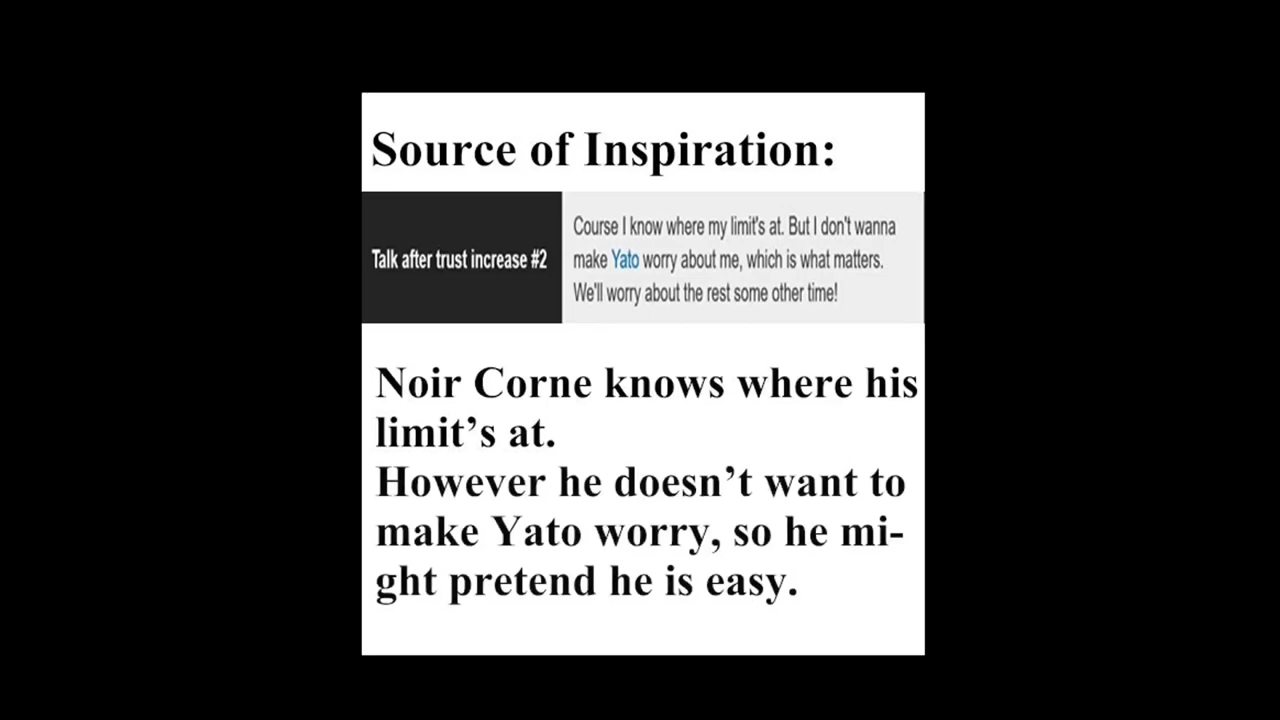 Source of Inspiration:
Talk after trust increase #2
Course I know where my limit's at. But I don't wanna
make Yato worry about me, which is what matters.
We'll worry about the rest some other time!
Noir Corne knows where his
limit’s at.
However he doesn’t want to
make Yato worry, so he mi-
ght pretend he is easy.